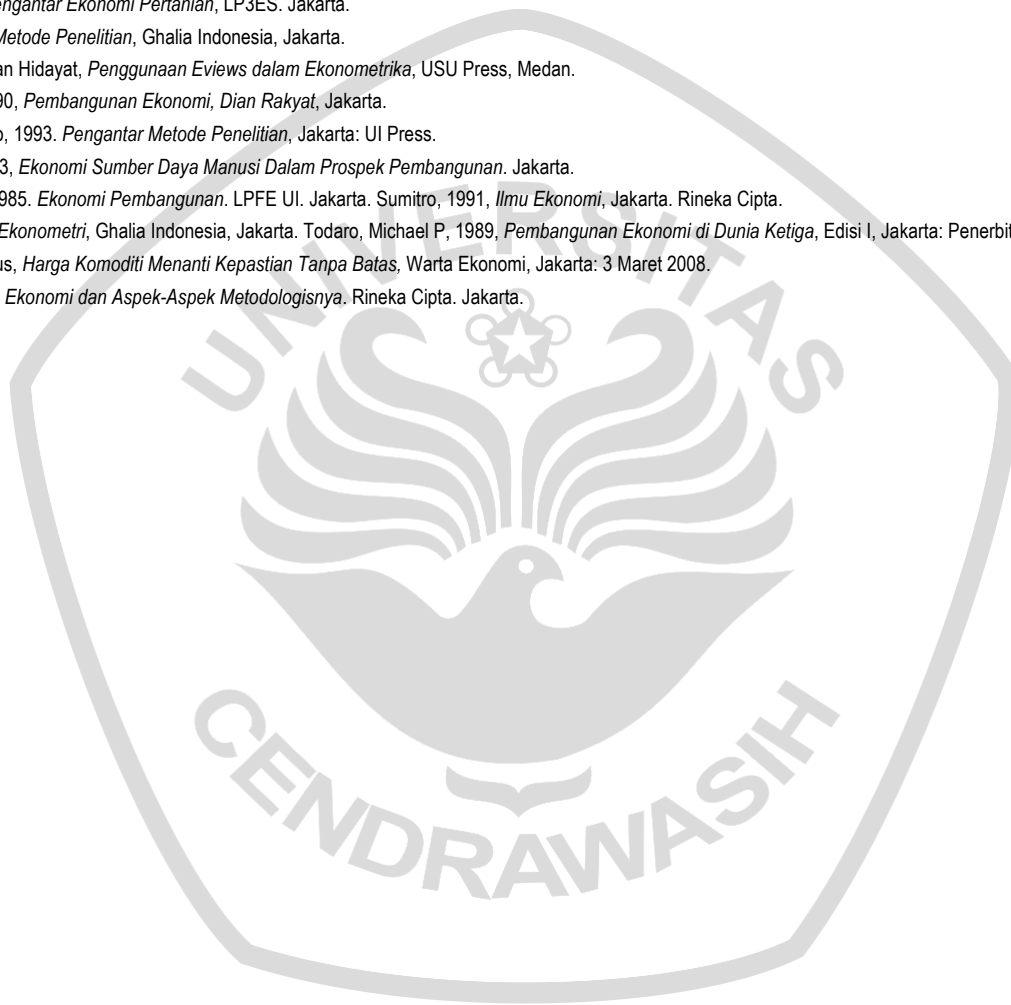 engantar Ekonomi Pertanian, LP3ES. Jakarta.
Metode Penelitian, Ghalia Indonesia, Jakarta.
an Hidayat, Penggunaan Eviews dalam Ekonometrika, USU Press, Medan.
90, Pembangunan Ekonomi, Dian Rakyat, Jakarta.
o, 1993. Pengantar Metode Penelitian, Jakarta: UI Press.
3, Ekonomi Sumber Daya Manusi Dalam Prospek Pembangunan. Jakarta.
985. Ekonomi Pembangunan. LPFE UI. Jakarta. Sumitro, 1991, Ilmu Ekonomi, Jakarta. Rineka Cipta.
Ekonometri, Ghalia Indonesia, Jakarta. Todaro, Michael P, 1989, Pembangunan Ekonomi di Dunia Ketiga, Edisi I, Jakarta: Penerbit
us, Harga Komoditi Menanti Kepastian Tanpa Batas, Warta Ekonomi, Jakarta: 3 Maret 2008.
Ekonomi dan Aspek-Aspek Metodologisnya. Rineka Cipta. Jakarta.
UNIVERSITAS
CENDRAWASIH